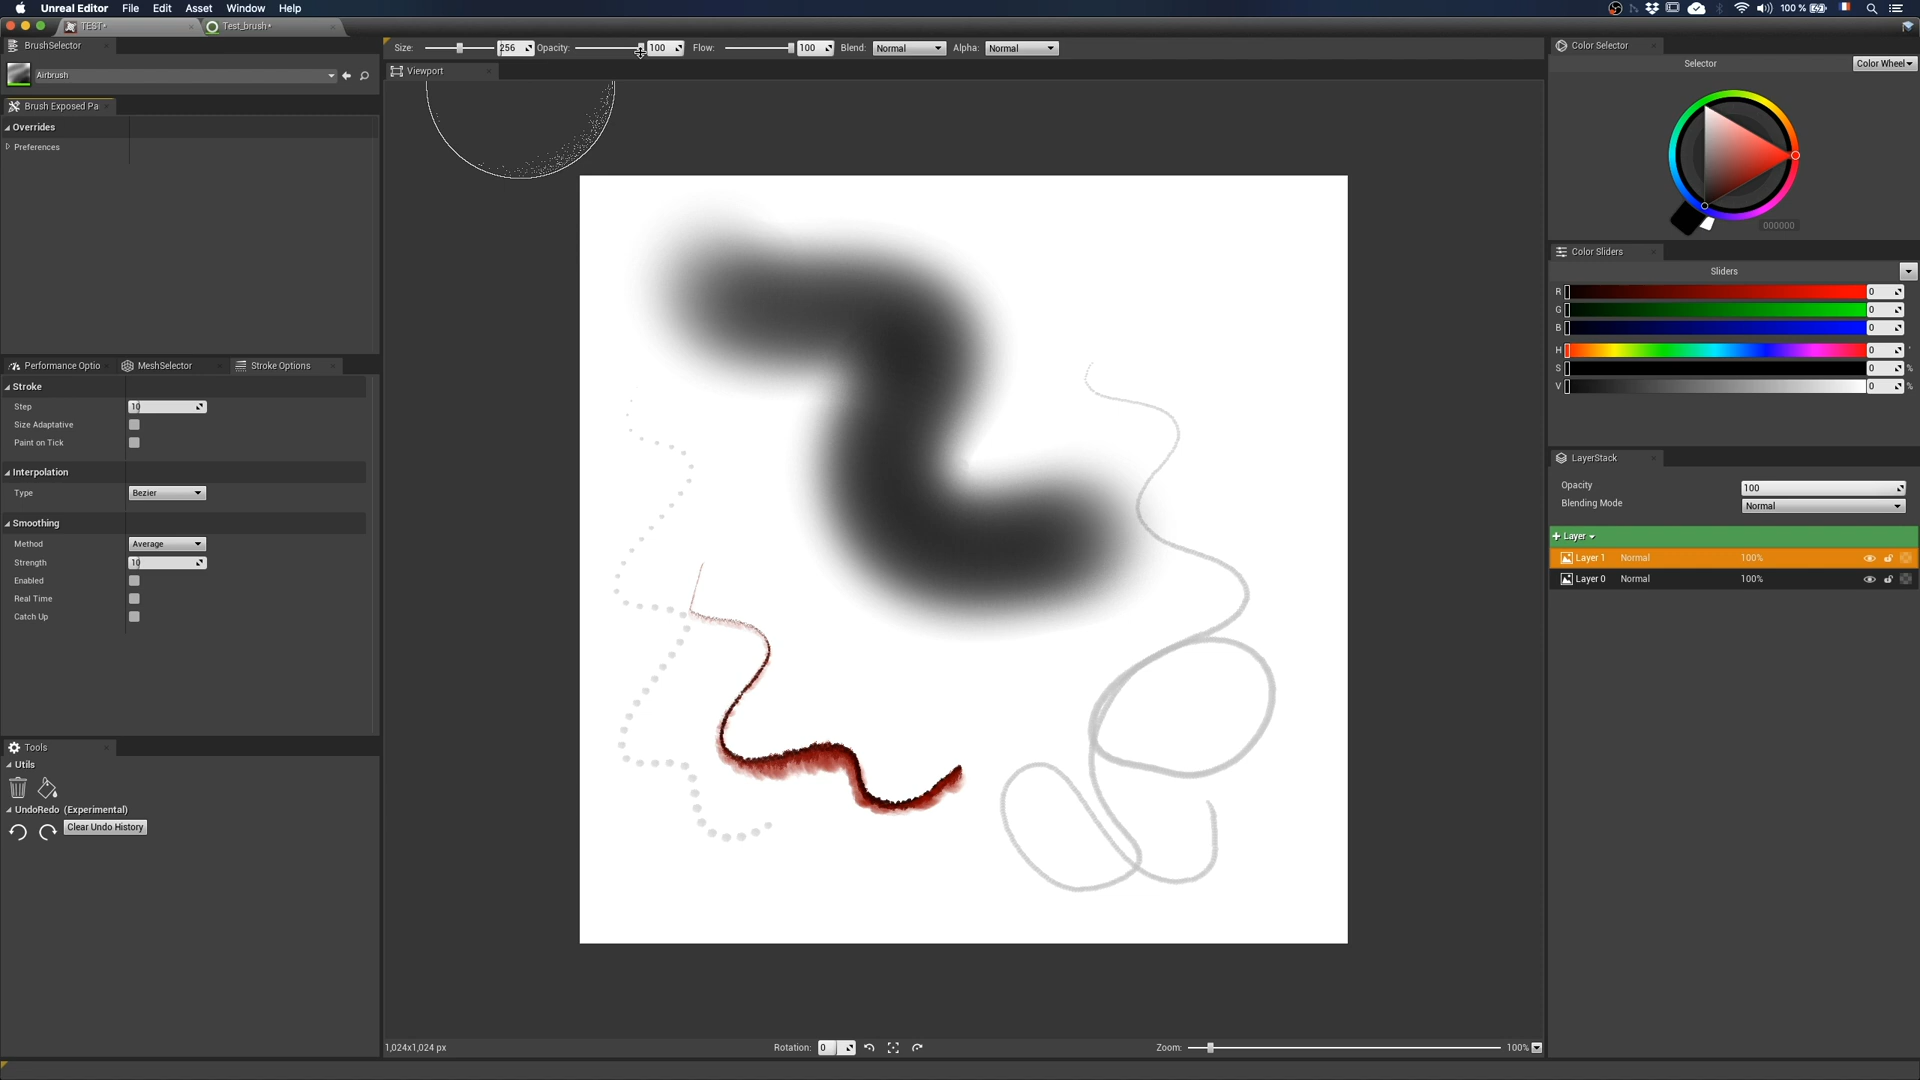 Unreal Editor File Edit Asset Window Help 100 %
TEST* Test_brush*
BrushSelector
Airbrush
Brush Exposed Pa
Overrides
Preferences
Performance Optio MeshSelector Stroke Options
Stroke
Step 10
Size Adaptative
Paint on Tick
Interpolation
Type Bezier
Smoothing
Method Average
Strength 10
Enabled
Real Time
Catch Up
Tools
Utils
UndoRedo (Experimental)
Clear Undo History
Size: 256 Opacity: 100 Flow: 100 Blend: Normal Alpha: Normal
Viewport
1,024x1,024 px Rotation: 0 Zoom: 100%
Color Selector
Selector Color Wheel
000000
Color Sliders
Sliders
R 0
G 0
B 0
H 0 °
S 0 %
V 0 %
LayerStack
Opacity 100
Blending Mode Normal
+ Layer
Layer 1 Normal 100%
Layer 0 Normal 100%